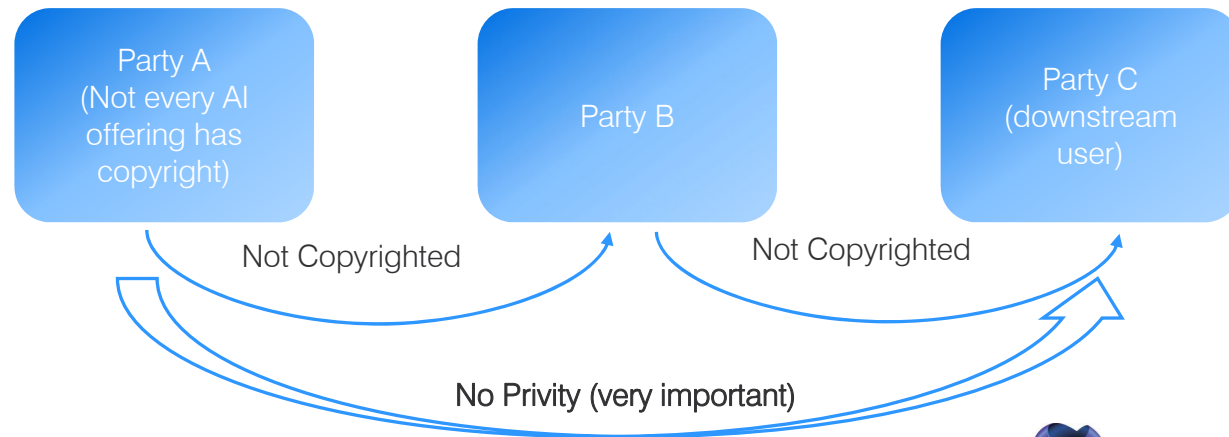 Party A
(Not every AI
offering has
copyright)
Party B
Party C
(downstream
user)
Not Copyrighted
Not Copyrighted
No Privity (very important)